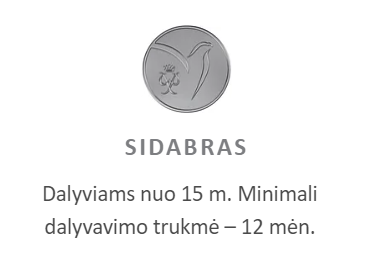 SIDABRAS
Dalyviams nuo 15 m. Minimali
dalyvavimo trukmė – 12 mėn.